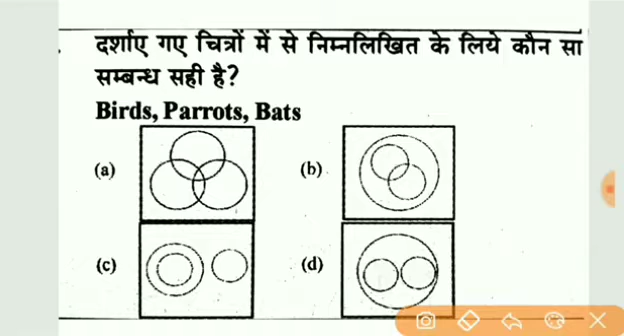 दर्शाए गए चित्रों में से निम्नलिखित के लिये कौन सा
सम्बन्ध सही है?
Birds, Parrots, Bats
(a)
(b)
(c)
(d)